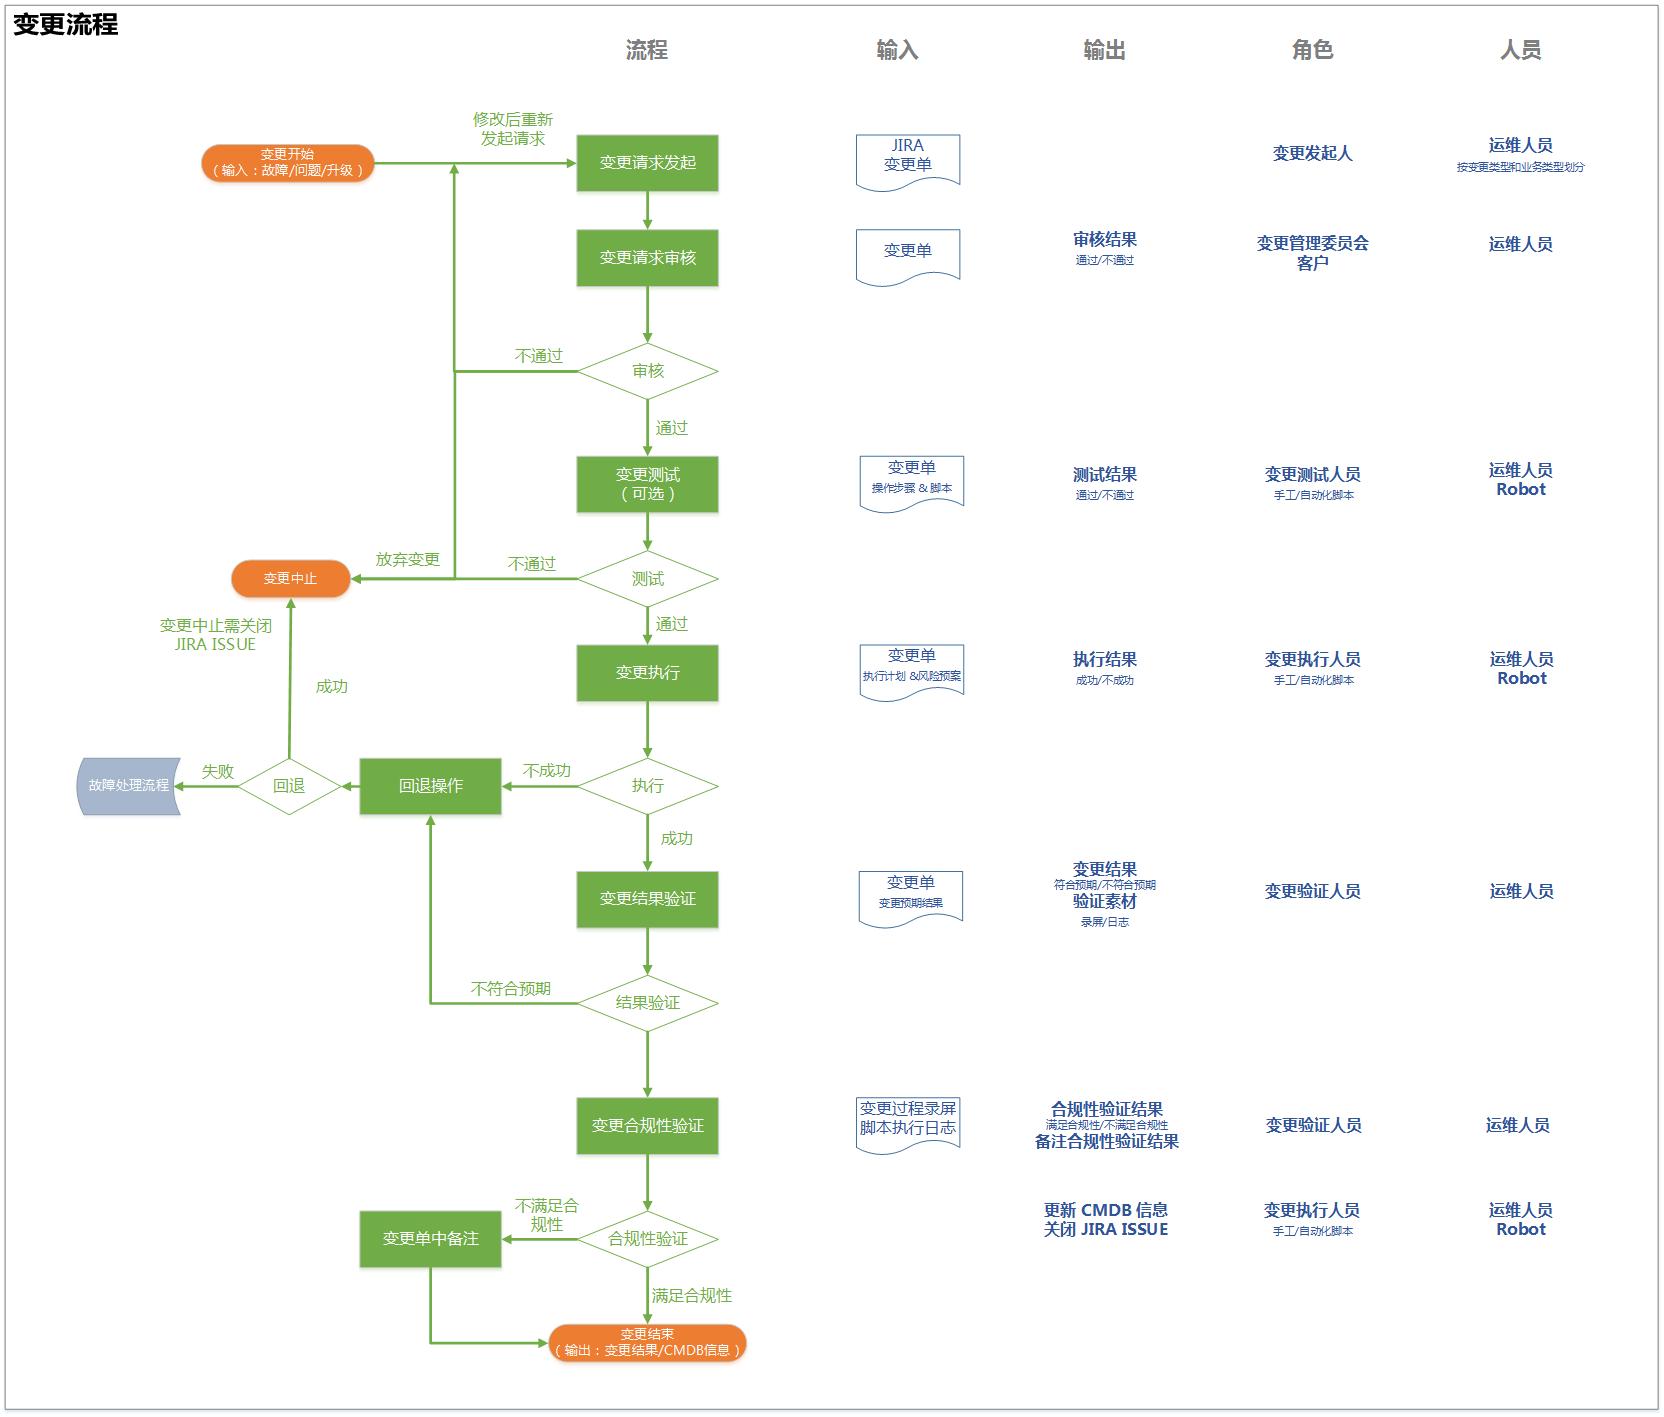 变更流程
流程
输入
输出
角色
人员
修改后重新
发起请求
变更开始
（输入：故障/问题/升级）
变更请求发起
JIRA
变更单
变更发起人
运维人员
按变更类型和业务类型划分
变更请求审核
变更单
审核结果
通过/不通过
变更管理委员会
客户
运维人员
不通过
审核
通过
变更测试
（可选）
变更单
操作步骤 & 脚本
测试结果
通过/不通过
变更测试人员
手工/自动化脚本
运维人员
Robot
放弃变更
不通过
变更中止
测试
变更中止需关闭
JIRA ISSUE
通过
变更执行
变更单
执行计划 &风险预案
执行结果
成功/不成功
变更执行人员
手工/自动化脚本
运维人员
Robot
成功
失败
不成功
故障处理流程
回退
回退操作
执行
成功
变更结果验证
变更单
变更预期结果
变更结果
符合预期/不符合预期
验证素材
录屏/日志
变更验证人员
运维人员
不符合预期
结果验证
变更合规性验证
变更过程录屏
脚本执行日志
合规性验证结果
满足合规性/不满足合规性
备注合规性验证结果
变更验证人员
运维人员
不满足合
规性
变更单中备注
合规性验证
更新 CMDB 信息
关闭 JIRA ISSUE
变更执行人员
手工/自动化脚本
运维人员
Robot
满足合规性
变更结束
（输出：变更结果/CMDB信息）